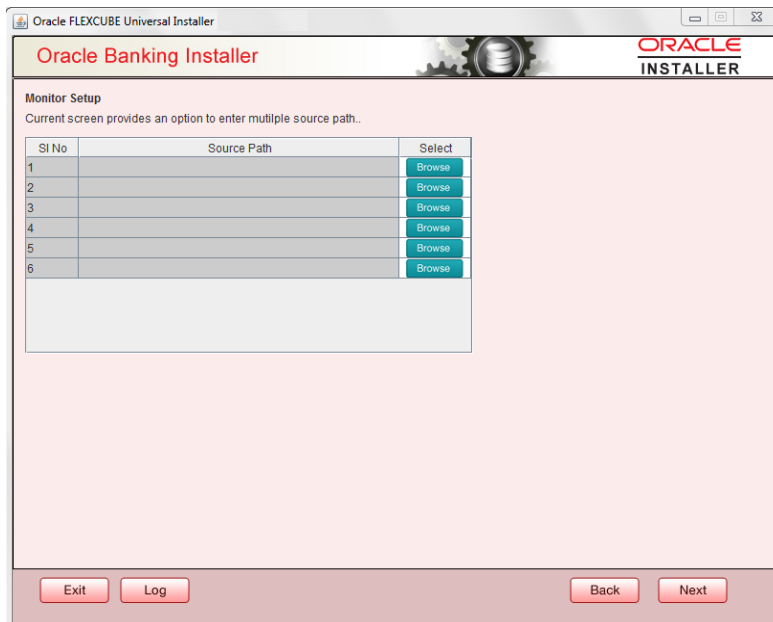 Oracle FLEXCUBE Universal Installer
Oracle Banking Installer
ORACLE
INSTALLER
Monitor Setup
Current screen provides an option to enter mutilple source path..
SI No Source Path Select
1 Browse
2 Browse
3 Browse
4 Browse
5 Browse
6 Browse
Exit Log Back Next